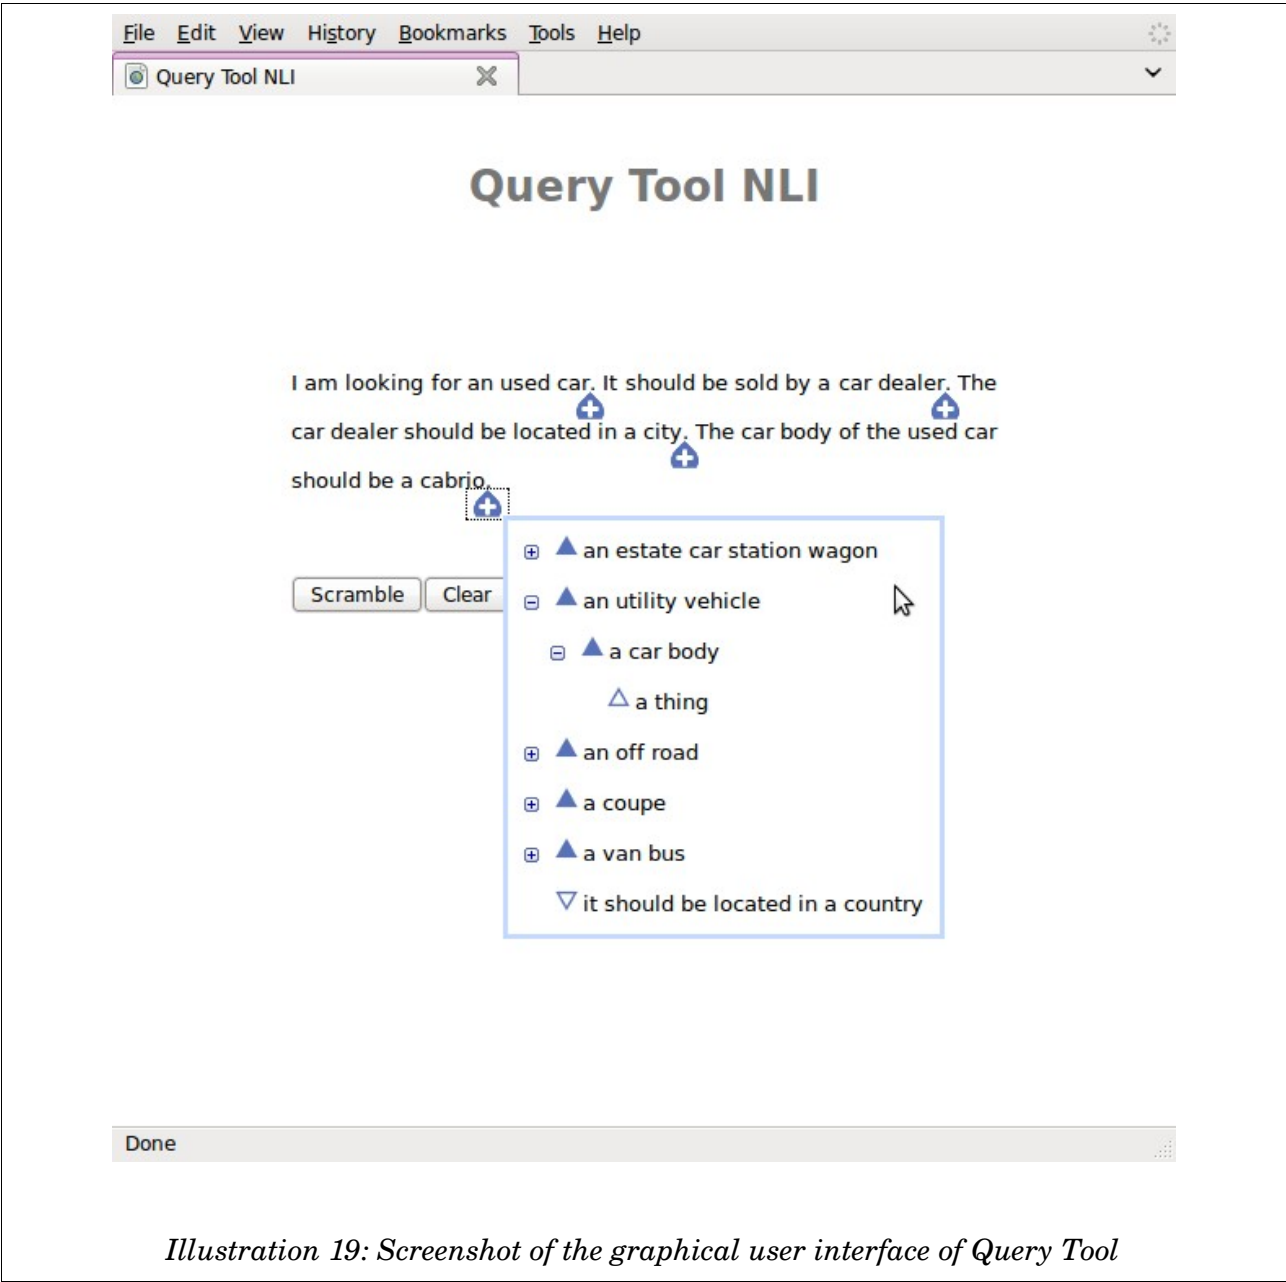 File Edit View History Bookmarks Tools Help
Query Tool NLI
Query Tool NLI
I am looking for an used car. It should be sold by a car dealer. The
car dealer should be located in a city. The car body of the used car
should be a cabrio.
an estate car station wagon
Scramble Clear
an utility vehicle
a car body
a thing
an off road
a coupe
a van bus
it should be located in a country
Done
Illustration 19: Screenshot of the graphical user interface of Query Tool